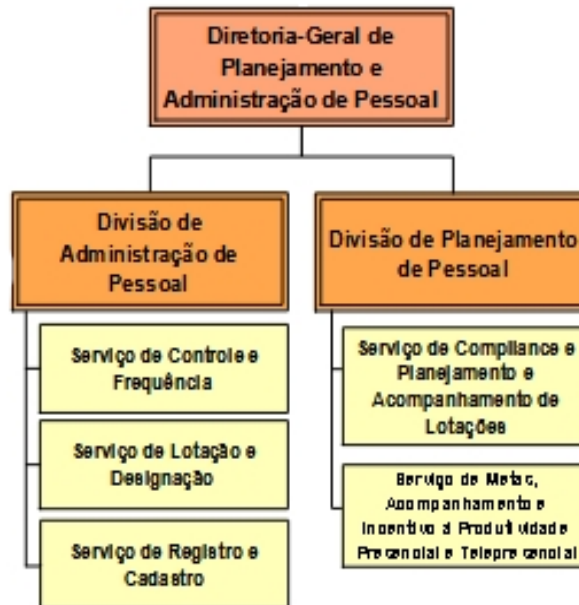 Diretoria-Geral de
Planejamento e
Administração de Pessoal
Divisão de
Administração de
Pessoal
Divisão de Planejamento
de Pessoal
Serviço de Controle e
Frequência
Serviço de Lotação e
Designação
Serviço de Registro e
Cadastro
Serviço de Compliance e
Planejamento e
Acompanhamento de
Lotações
Serviço de Metas,
Acompanhamento e
Incentivo à Produtividade
Presencial e Telepresencial